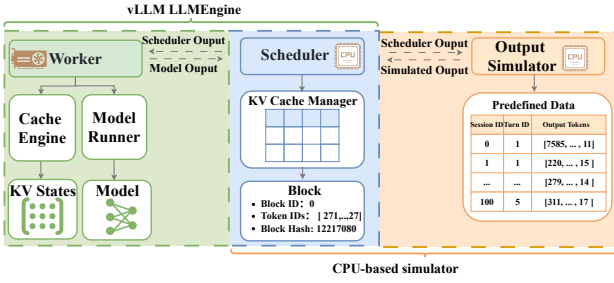 vLLM LLMEngine
Worker
Scheduler Ouput
Model Ouput
Scheduler
CPU
Scheduler Ouput
Simulated Ouput
Output
Simulator
CPU
Cache
Engine
Model
Runner
KV States
Model
KV Cache Manager
Block
• Block ID: 0
• Token IDs: [ 271,...,27]
• Block Hash: 12217080
Predefined Data
Session ID Turn ID Output Tokens
0 1 [7585, ... , 11]
1 1 [220, ... , 15]
... ... [279, ... , 14]
100 5 [311, ... , 17]
CPU-based simulator